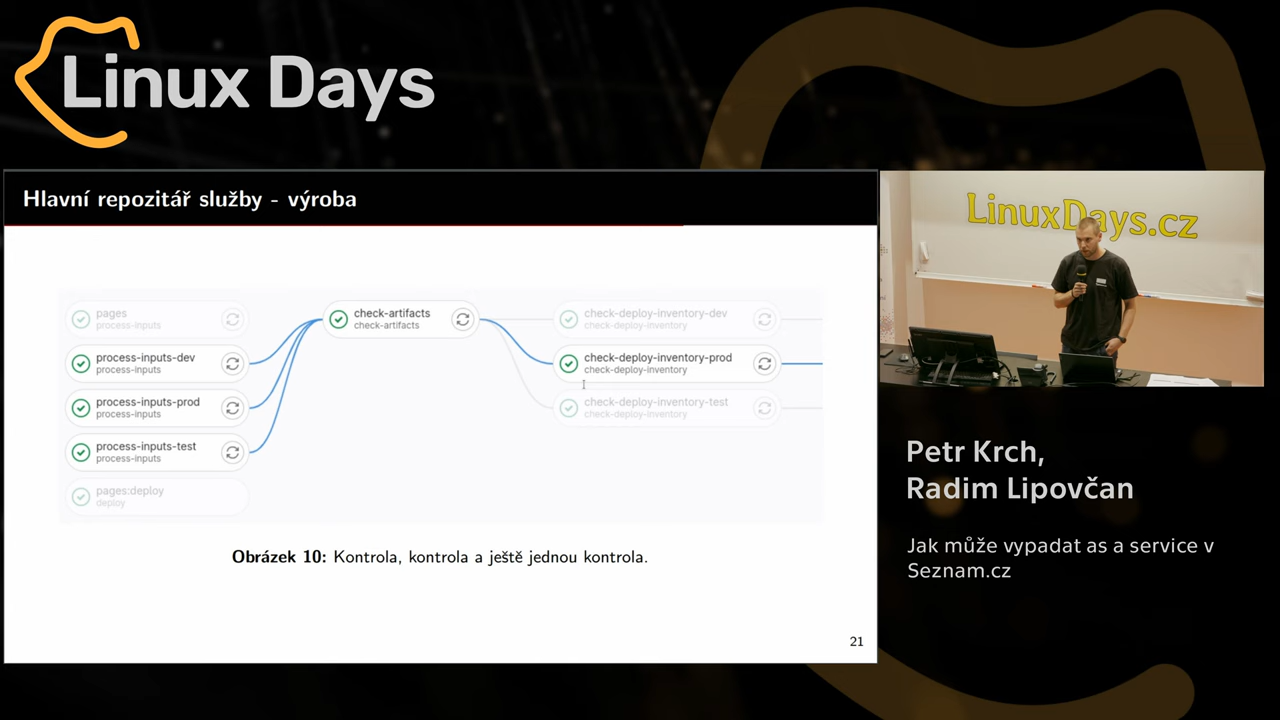 Linux Days
Hlavní repozitář služby - výroba
pages
process-inputs
process-inputs-dev
process-inputs
process-inputs-prod
process-inputs
process-inputs-test
process-inputs
pages:deploy
deploy
check-artifacts
check-artifacts
check-deploy-inventory-dev
check-deploy-inventory
check-deploy-inventory-prod
check-deploy-inventory
check-deploy-inventory-test
check-deploy-inventory
Obrázek 10: Kontrola, kontrola a ještě jednou kontrola.
21
LinuxDays.cz
Petr Krch,
Radim Lipovčan
Jak může vypadat as a service v
Seznam.cz